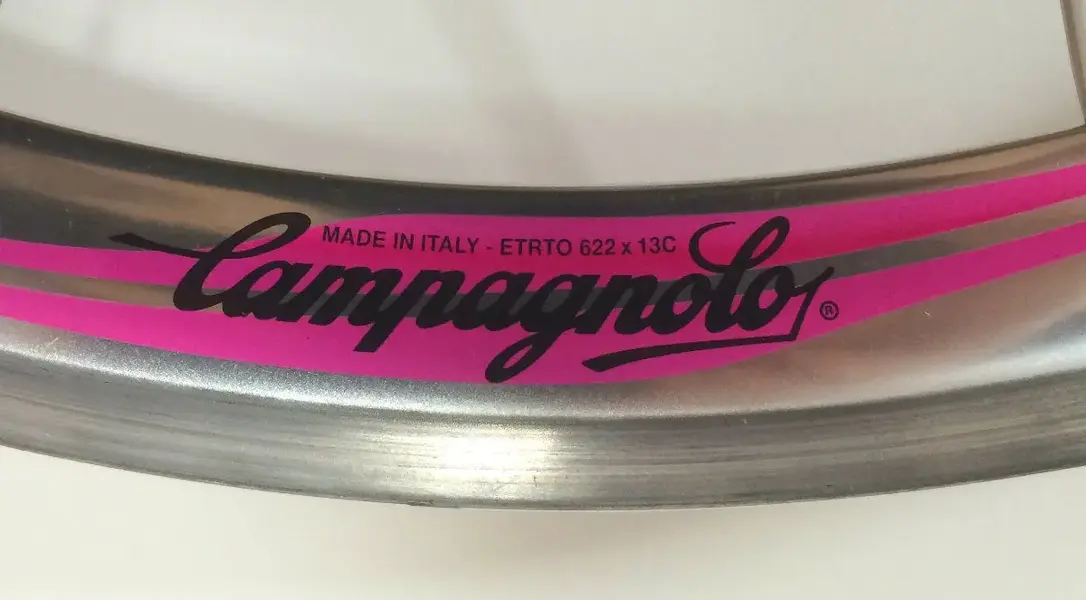 MADE IN ITALY - ETRTO 622 x 13C
Campagnolo®